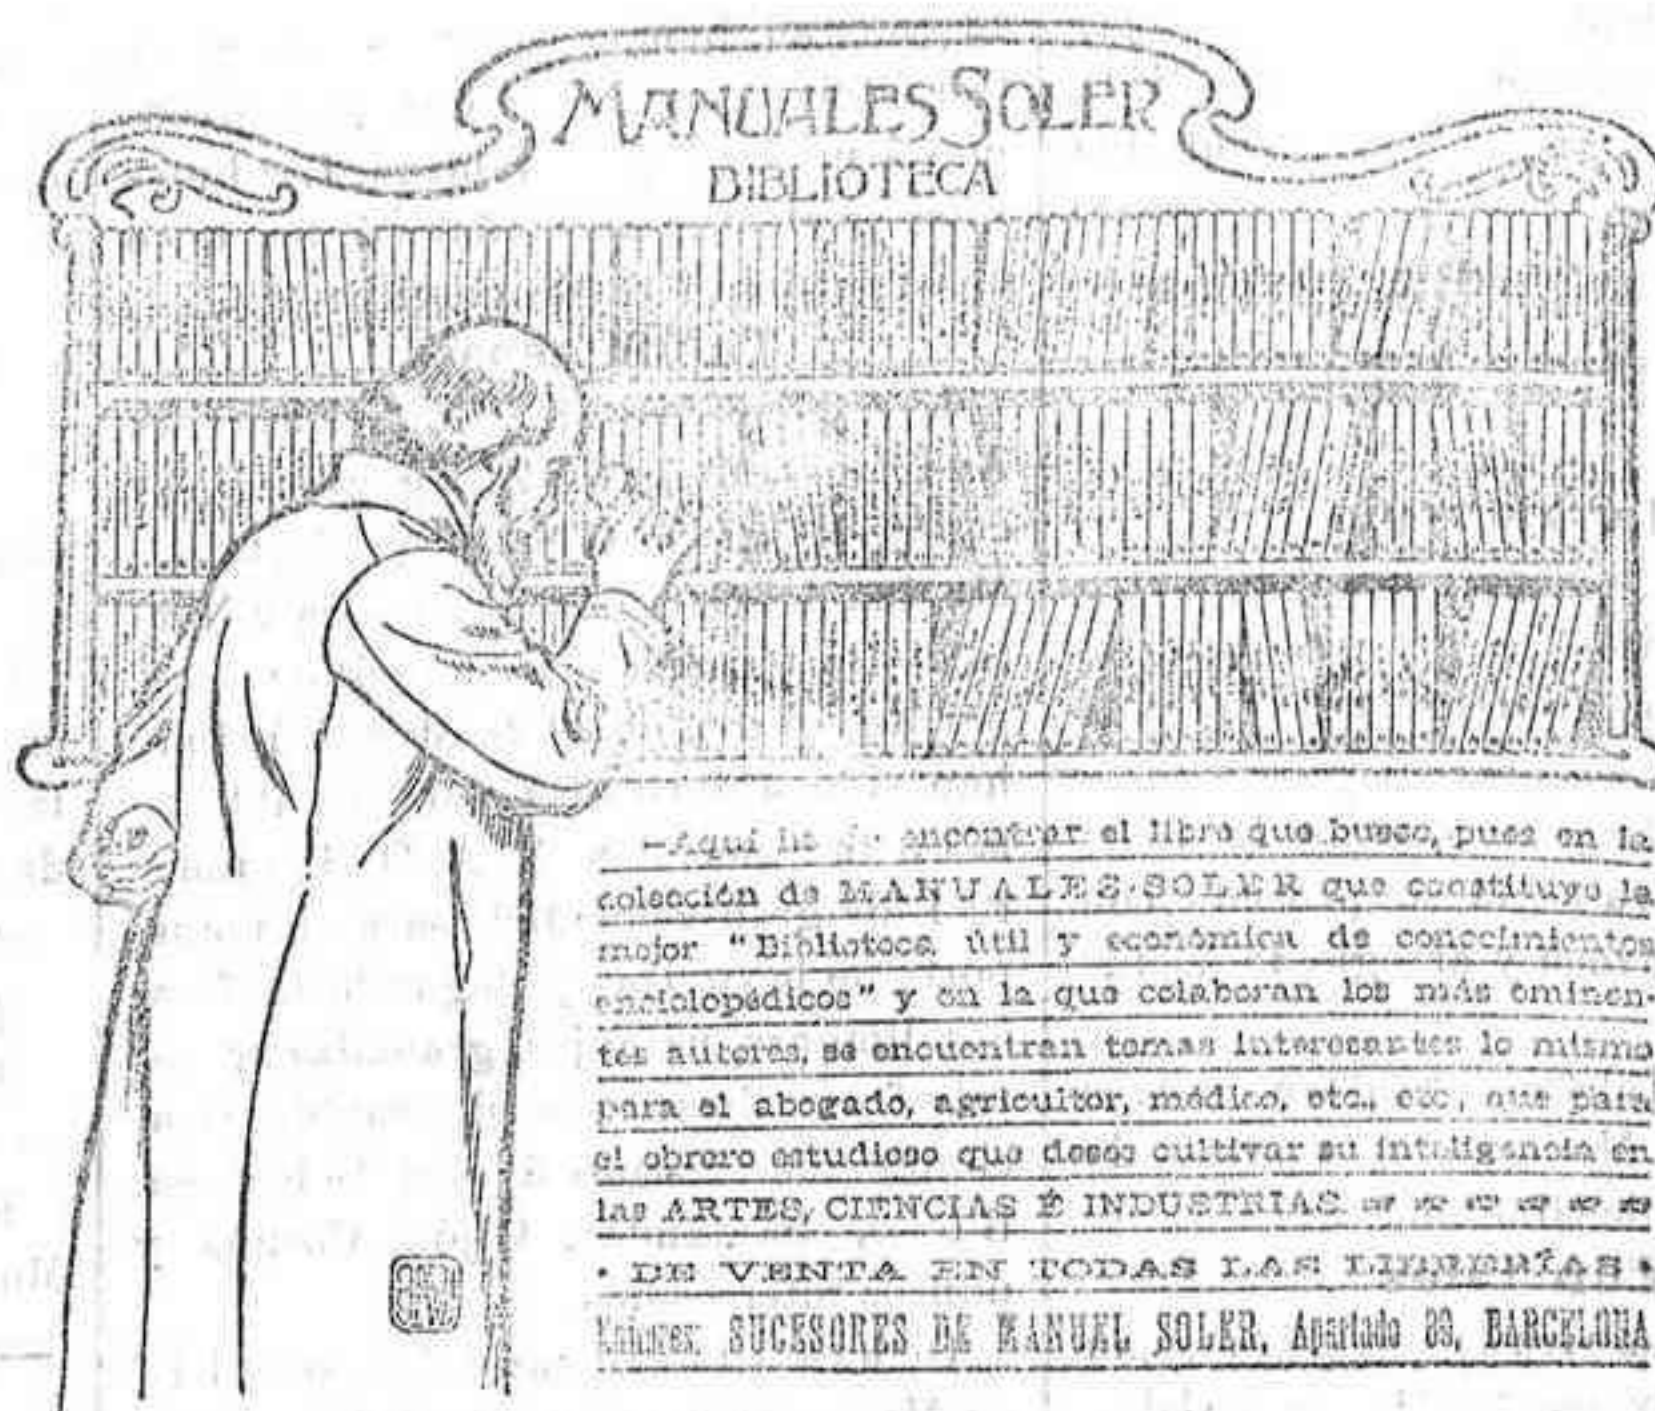 MANUALES SOLER
BIBLIOTECA
—Aquí he de encontrar el libro que busco, pues en la
colección de MANUALES-SOLER que constituye la
mejor "Biblioteca útil y económica de conocimientos
enciclopédicos" y en la que colaboran los más eminen-
tes autores, se encuentran temas interesantes lo mismo
para el abogado, agricultor, médico, etc., etc., que para
el obrero estudioso que desee cultivar su inteligencia en
las ARTES, CIENCIAS É INDUSTRIAS
· DE VENTA EN TODAS LAS LIBRERÍAS ·
SUCESORES DE MANUEL SOLER, Apartado 89, BARCELONA